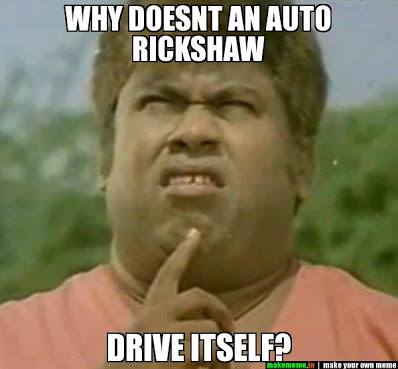 WHY DOESNT AN AUTO
RICKSHAW
DRIVE ITSELF?
makememe.in | make your own meme